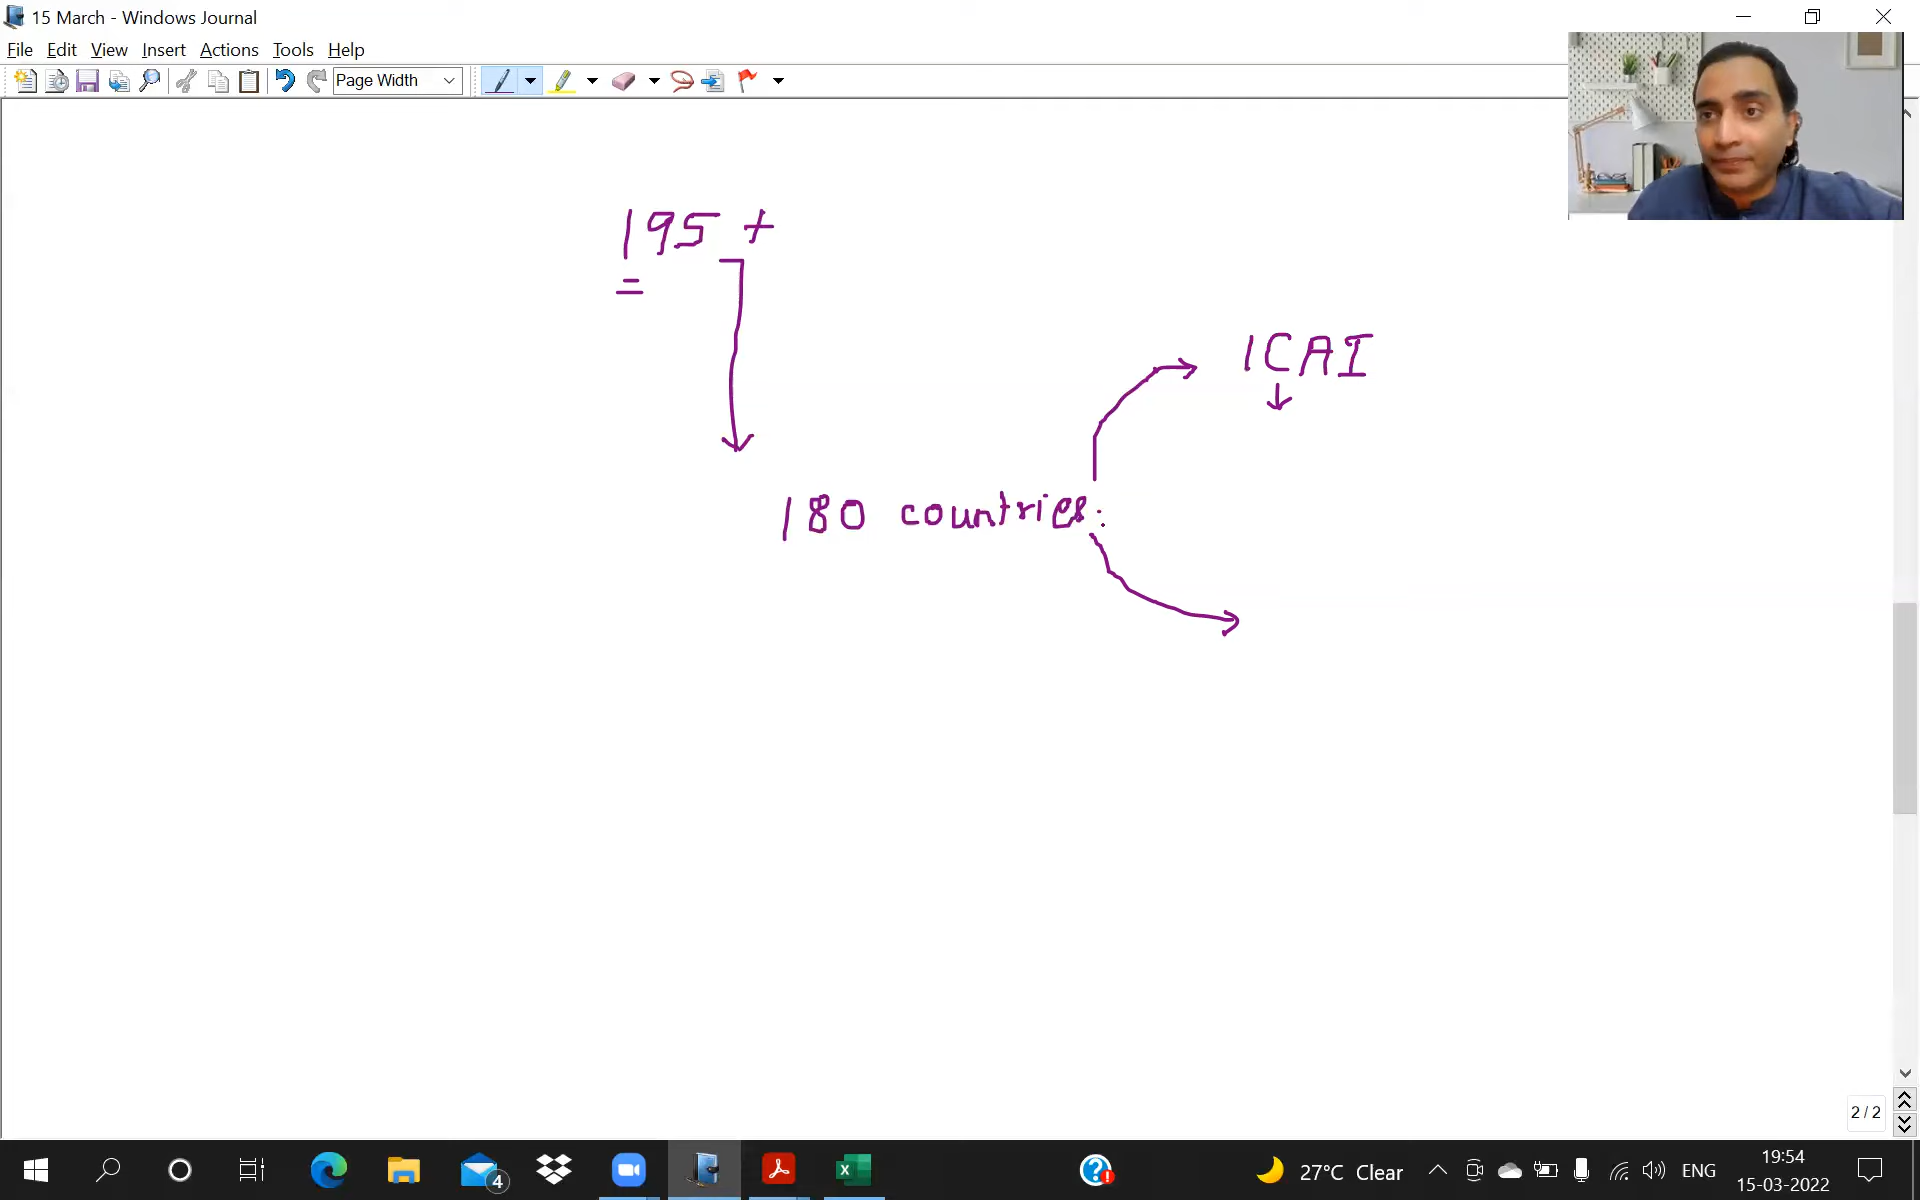 15 March - Windows Journal
File Edit View Insert Actions Tools Help
Page Width
195 +
=
ICAI
180 countries.
2 / 2
4
27°C Clear
ENG
19:54
15-03-2022